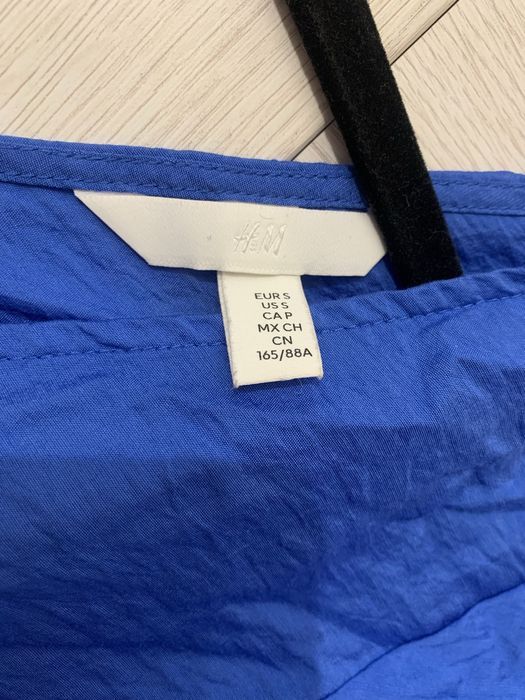 H&M
EUR S
US S
CA P
MX CH
CN
165/88A